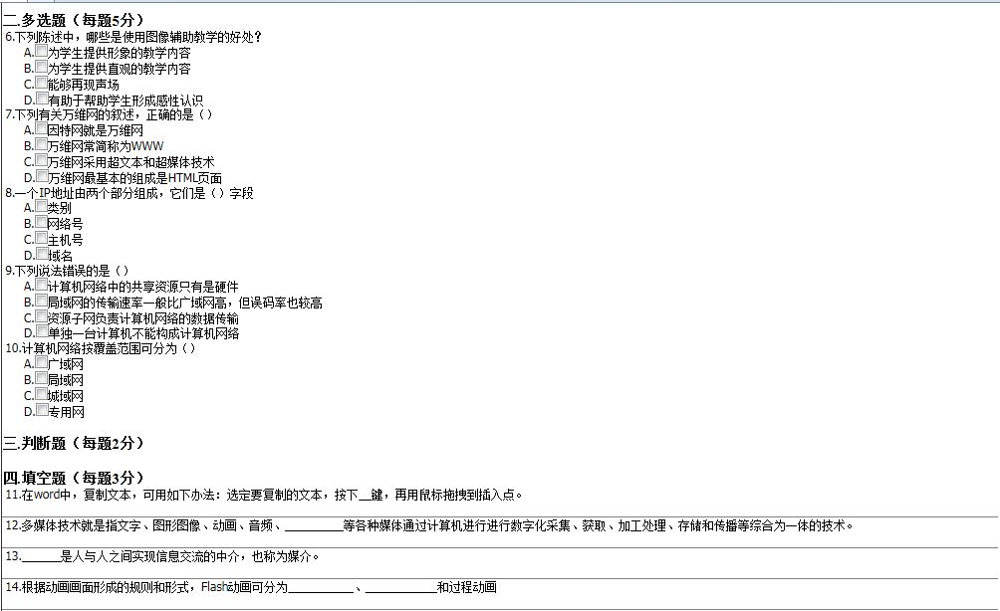 二.多选题（每题5分）
6.下列陈述中，哪些是使用图像辅助教学的好处?
A.为学生提供形象的教学内容
B.为学生提供直观的教学内容
C.能够再现声场
D.有助于帮助学生形成感性认识
7.下列有关万维网的叙述，正确的是（）
A.因特网就是万维网
B.万维网常简称为WWW
C.万维网采用超文本和超媒体技术
D.万维网最基本的组成是HTML页面
8.一个IP地址由两个部分组成，它们是（）字段
A.类别
B.网络号
C.主机号
D.域名
9.下列说法错误的是（）
A.计算机网络中的共享资源只有是硬件
B.局域网的传输速率一般比广域网高，但误码率也较高
C.资源子网负责计算机网络的数据传输
D.单独一台计算机不能构成计算机网络
10.计算机网络按覆盖范围可分为（）
A.广域网
B.局域网
C.城域网
D.专用网
三.判断题（每题2分）
四.填空题（每题3分）
11.在word中，复制文本，可用如下办法：选定要复制的文本，按下__鍵，再用鼠标拖拽到插入点。
12.多媒体技术就是指文字、图形图像、动画、音频、_________等各种媒体通过计算机进行进行数字化采集、获取、加工处理、存储和传播等综合为一体的技术。
13.______是人与人之间实现信息交流的中介，也称为媒介。
14.根据动画画面形成的规则和形式，Flash动画可分为__________、___________和过程动画